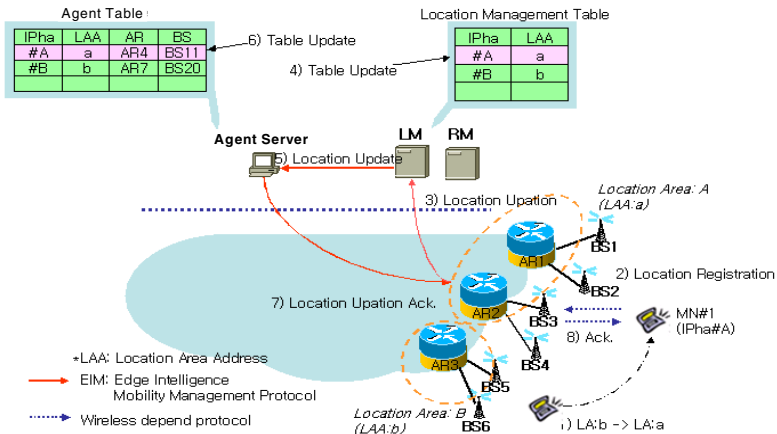 Agent Table
Location Management Table
IPha LAA AR BS
#A a AR4 BS11
#B b AR7 BS20
6) Table Update
4) Table Update
IPha LAA
#A a
#B b
Agent Server
LM
RM
5) Location Update
3) Location Upation
Location Area: A
(LAA:a)
BS1
AR1
2) Location Registration
BS2
7) Location Upation Ack.
AR2
BS3
MN#1
(IPha#A)
8) Ack.
BS4
AR3
BS5
*LAA: Location Area Address
EIM: Edge Intelligence
Mobility Management Protocol
Wireless depend protocol
Location Area: B
(LAA:b)
BS6
1) LA:b -> LA:a